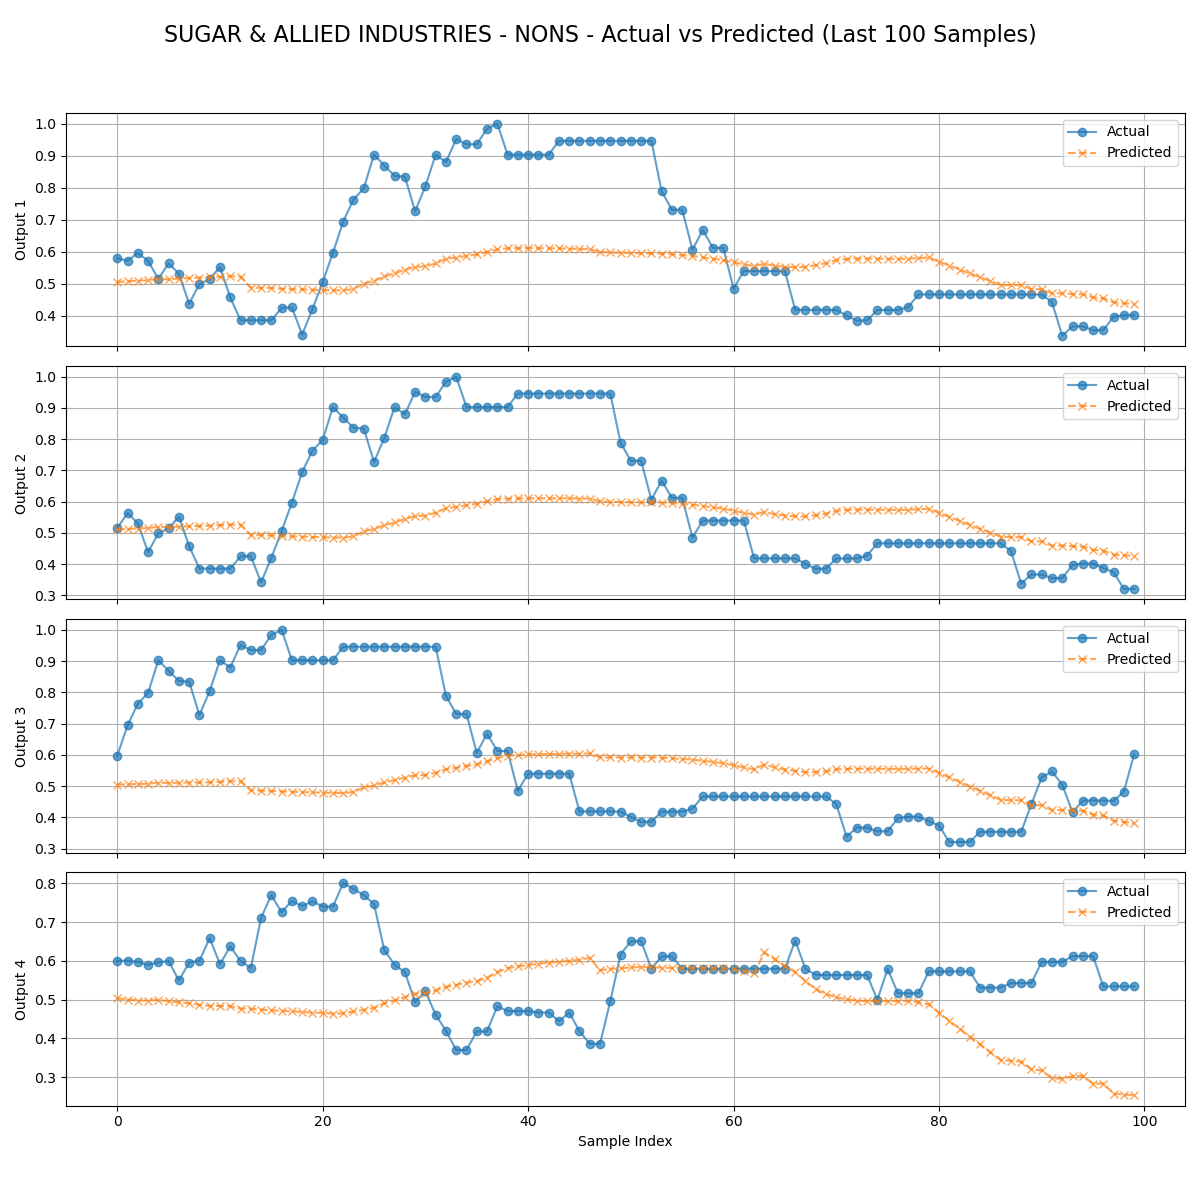 SUGAR & ALLIED INDUSTRIES - NONS - Actual vs Predicted (Last 100 Samples)
Output 1
1.0
0.9
0.8
0.7
0.6
0.5
0.4
Actual
Predicted
Output 2
1.0
0.9
0.8
0.7
0.6
0.5
0.4
0.3
Actual
Predicted
Output 3
1.0
0.9
0.8
0.7
0.6
0.5
0.4
0.3
Actual
Predicted
Output 4
0.8
0.7
0.6
0.5
0.4
0.3
Actual
Predicted
0 20 40 60 80 100
Sample Index